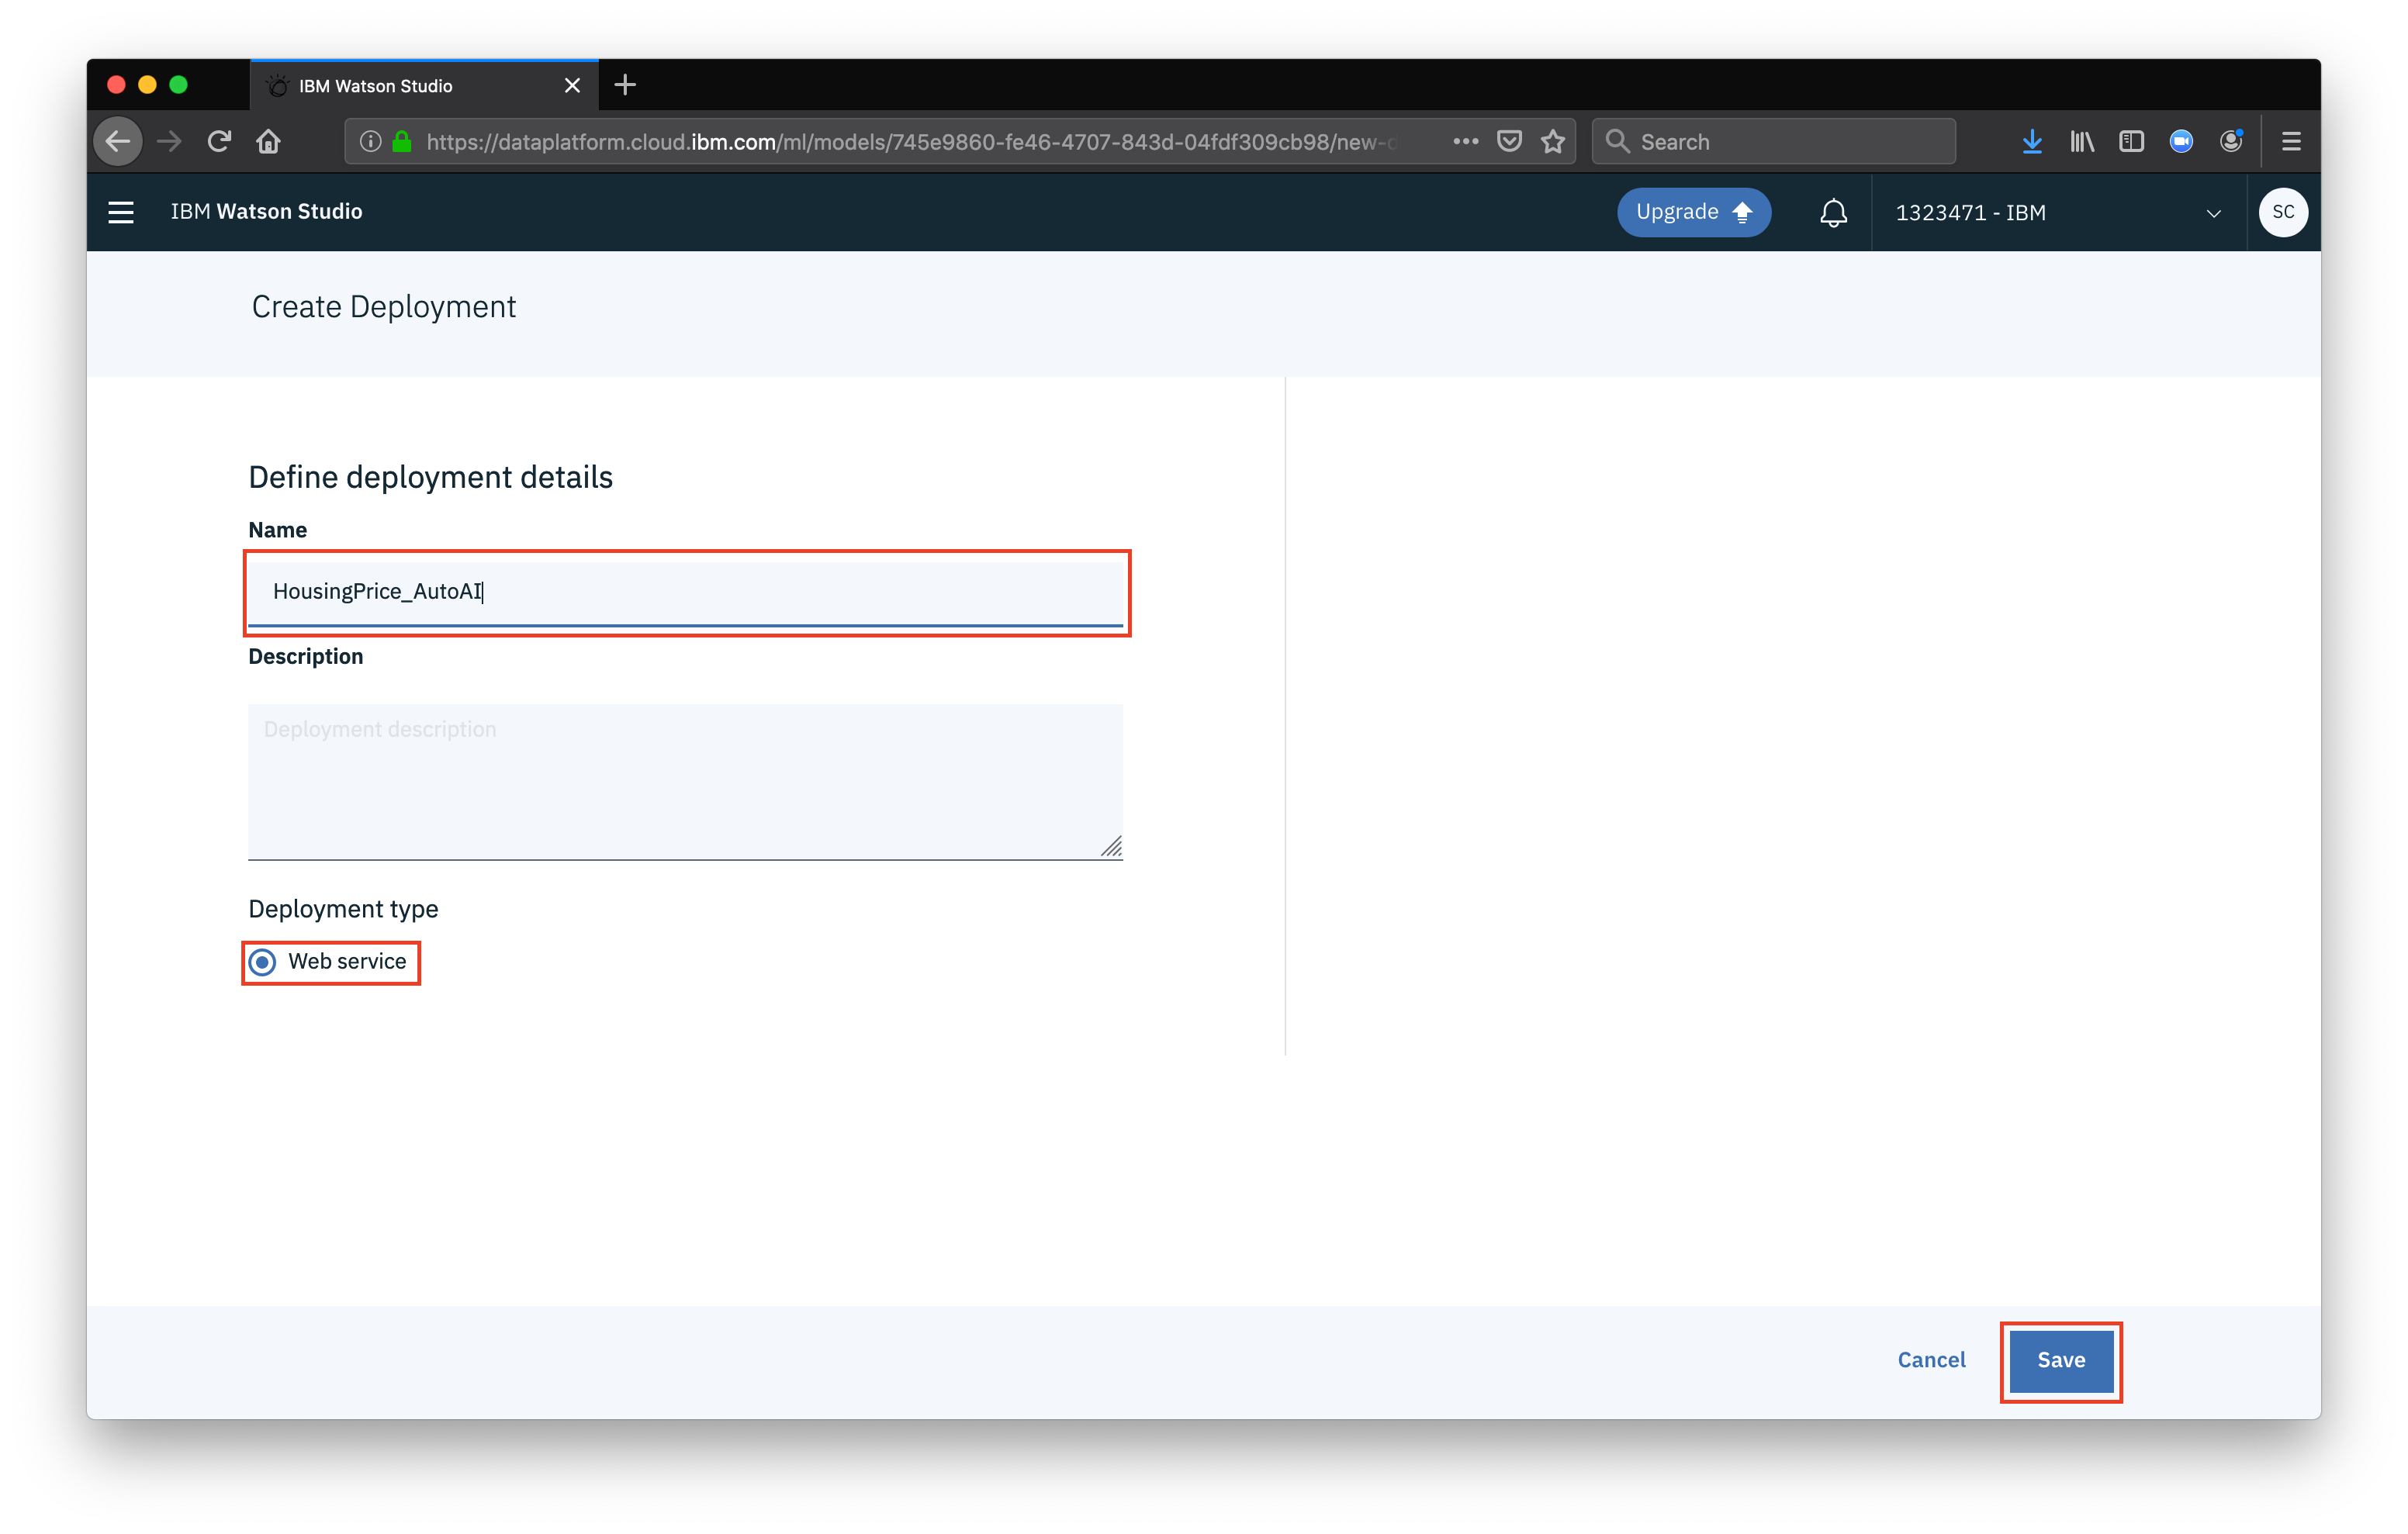 IBM Watson Studio
https://dataplatform.cloud.ibm.com/ml/models/745e9860-fe46-4707-843d-04fdf309cb98/new-
Search
IBM Watson Studio
Upgrade
1323471 - IBM
SC
Create Deployment
Define deployment details
Name
HousingPrice_AutoAI
Description
Deployment description
Deployment type
Web service
Cancel
Save